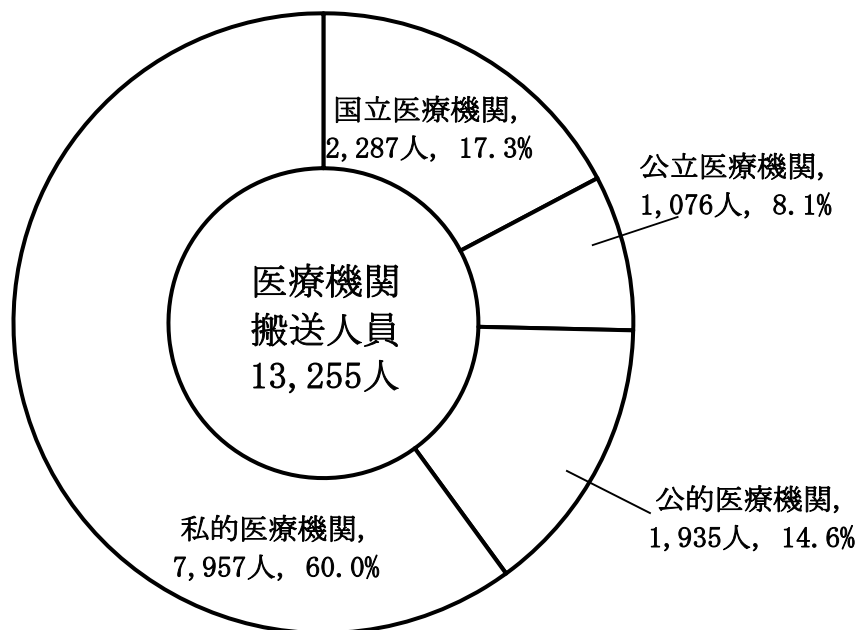 国立医療機関,
2,287人, 17.3%
公立医療機関,
1,076人, 8.1%
医療機関
搬送人員
13,255人
公的医療機関,
1,935人, 14.6%
私的医療機関,
7,957人, 60.0%